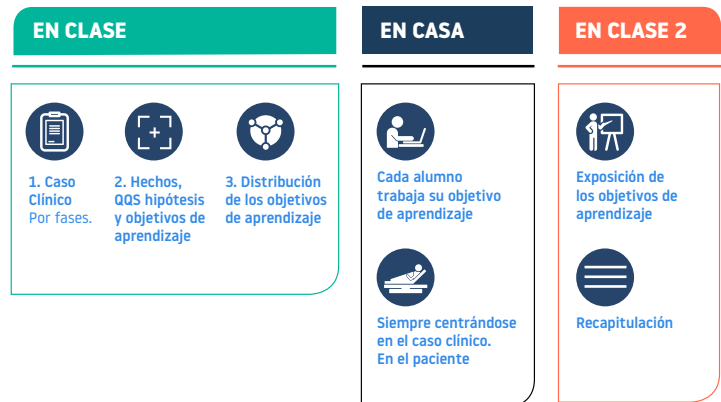 EN CLASE
1. Caso
Clínico
Por fases.
2. Hechos,
QQS hipótesis
y objetivos de
aprendizaje
3. Distribución
de los objetivos
de aprendizaje
EN CASA
Cada alumno
trabaja su objetivo
de aprendizaje
Siempre centrándose
en el caso clínico.
En el paciente
EN CLASE 2
Exposición de
los objetivos de
aprendizaje
Recapitulación